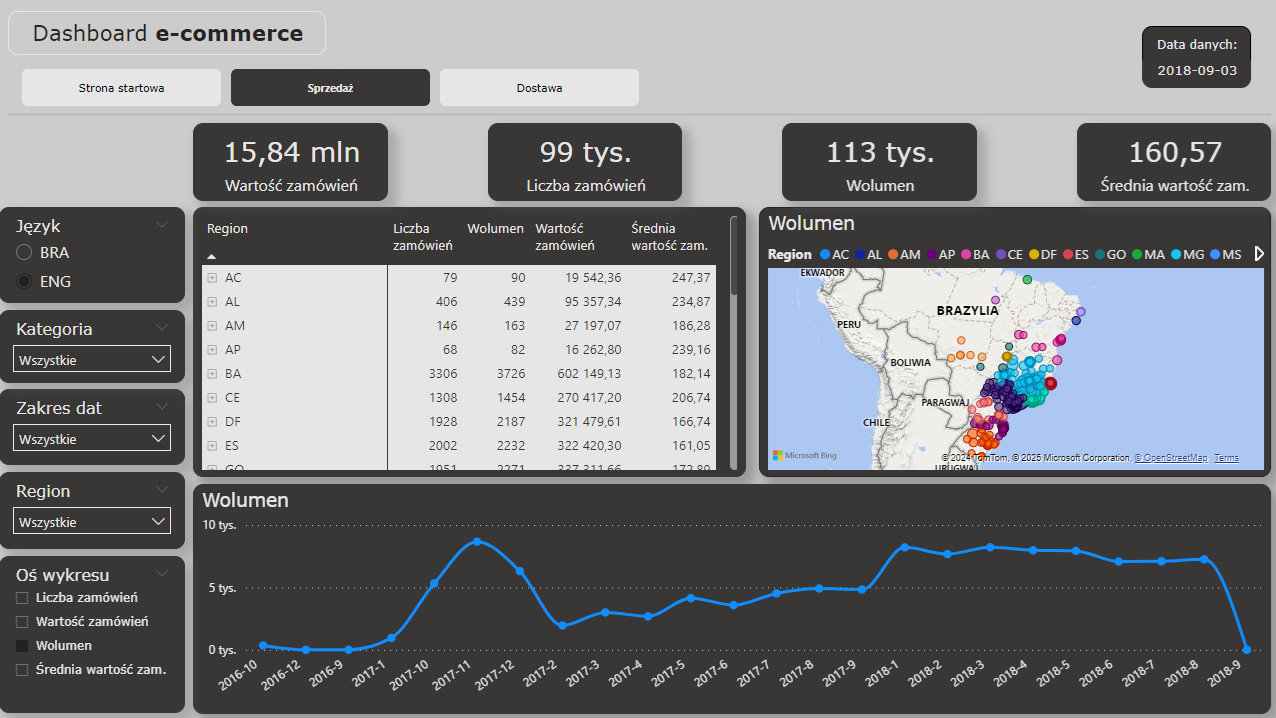 Dashboard e-commerce
Data danych:
2018-09-03
Strona startowa
Sprzedaż
Dostawa
15,84 mln
Wartość zamówień
99 tys.
Liczba zamówień
113 tys.
Wolumen
160,57
Średnia wartość zam.
Język
BRA
ENG
Kategoria
Wszystkie
Zakres dat
Wszystkie
Region
Wszystkie
Oś wykresu
Liczba zamówień
Wartość zamówień
Wolumen
Średnia wartość zam.
Region Liczba zamówień Wolumen Wartość zamówień Średnia wartość zam.
AC 79 90 19 542,36 247,37
AL 406 439 95 357,34 234,87
AM 146 163 27 197,07 186,28
AP 68 82 16 262,80 239,16
BA 3306 3726 602 149,13 182,14
CE 1308 1454 270 417,20 206,74
DF 1928 2187 321 479,61 166,74
ES 2002 2232 322 420,30 161,05
GO 1951 2271 337 311,66 172,89
Wolumen
Region AC AL AM AP BA CE DF ES GO MA MG MS
EKWADOR
BRAZYLIA
PERU
BOLIWIA
PARAGWAJ
CHILE
URUGWAJ
Microsoft Bing
© 2024 TomTom, © 2025 Microsoft Corporation, © OpenStreetMap Terms
Wolumen
10 tys.
5 tys.
0 tys.
2016-10 2016-12 2016-9 2017-1 2017-10 2017-11 2017-12 2017-2 2017-3 2017-4 2017-5 2017-6 2017-7 2017-8 2017-9 2018-1 2018-2 2018-3 2018-4 2018-5 2018-6 2018-7 2018-8 2018-9